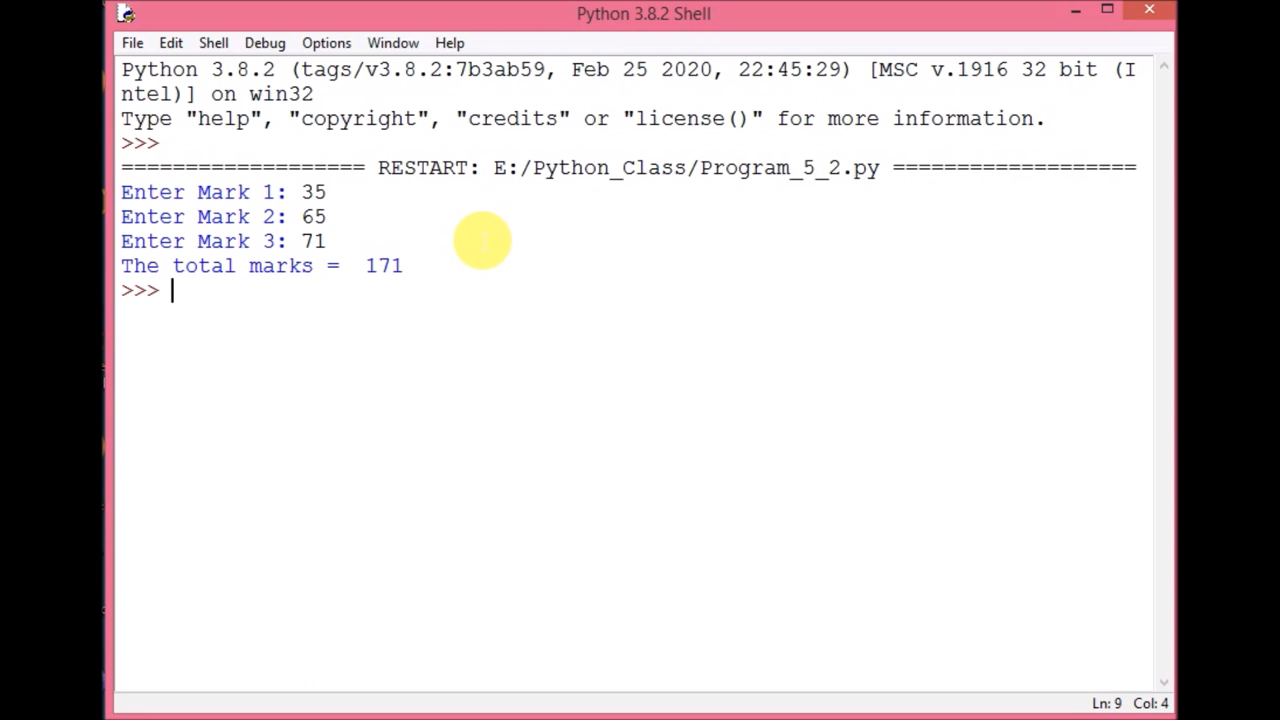 Python 3.8.2 Shell
File Edit Shell Debug Options Window Help
Python 3.8.2 (tags/v3.8.2:7b3ab59, Feb 25 2020, 22:45:29) [MSC v.1916 32 bit (I
ntel)] on win32
Type "help", "copyright", "credits" or "license()" for more information.
>>>
=================== RESTART: E:/Python_Class/Program_5_2.py ===================
Enter Mark 1: 35
Enter Mark 2: 65
Enter Mark 3: 71
The total marks =  171
>>>
Ln: 9 Col: 4